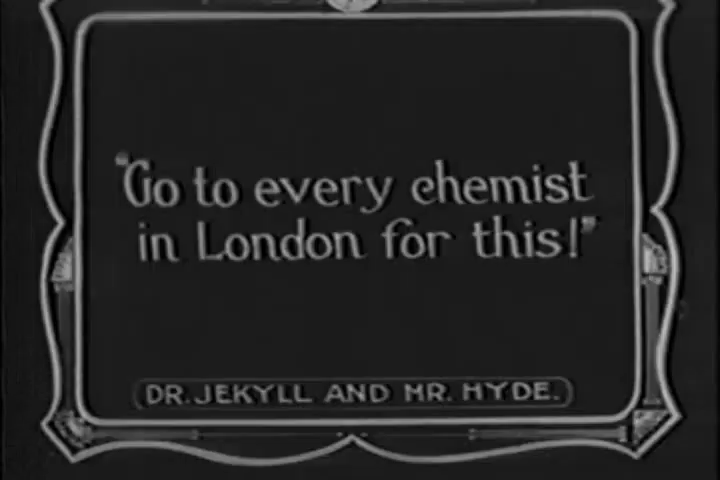 "Go to every chemist
in London for this!"
DR. JEKYLL AND MR. HYDE.